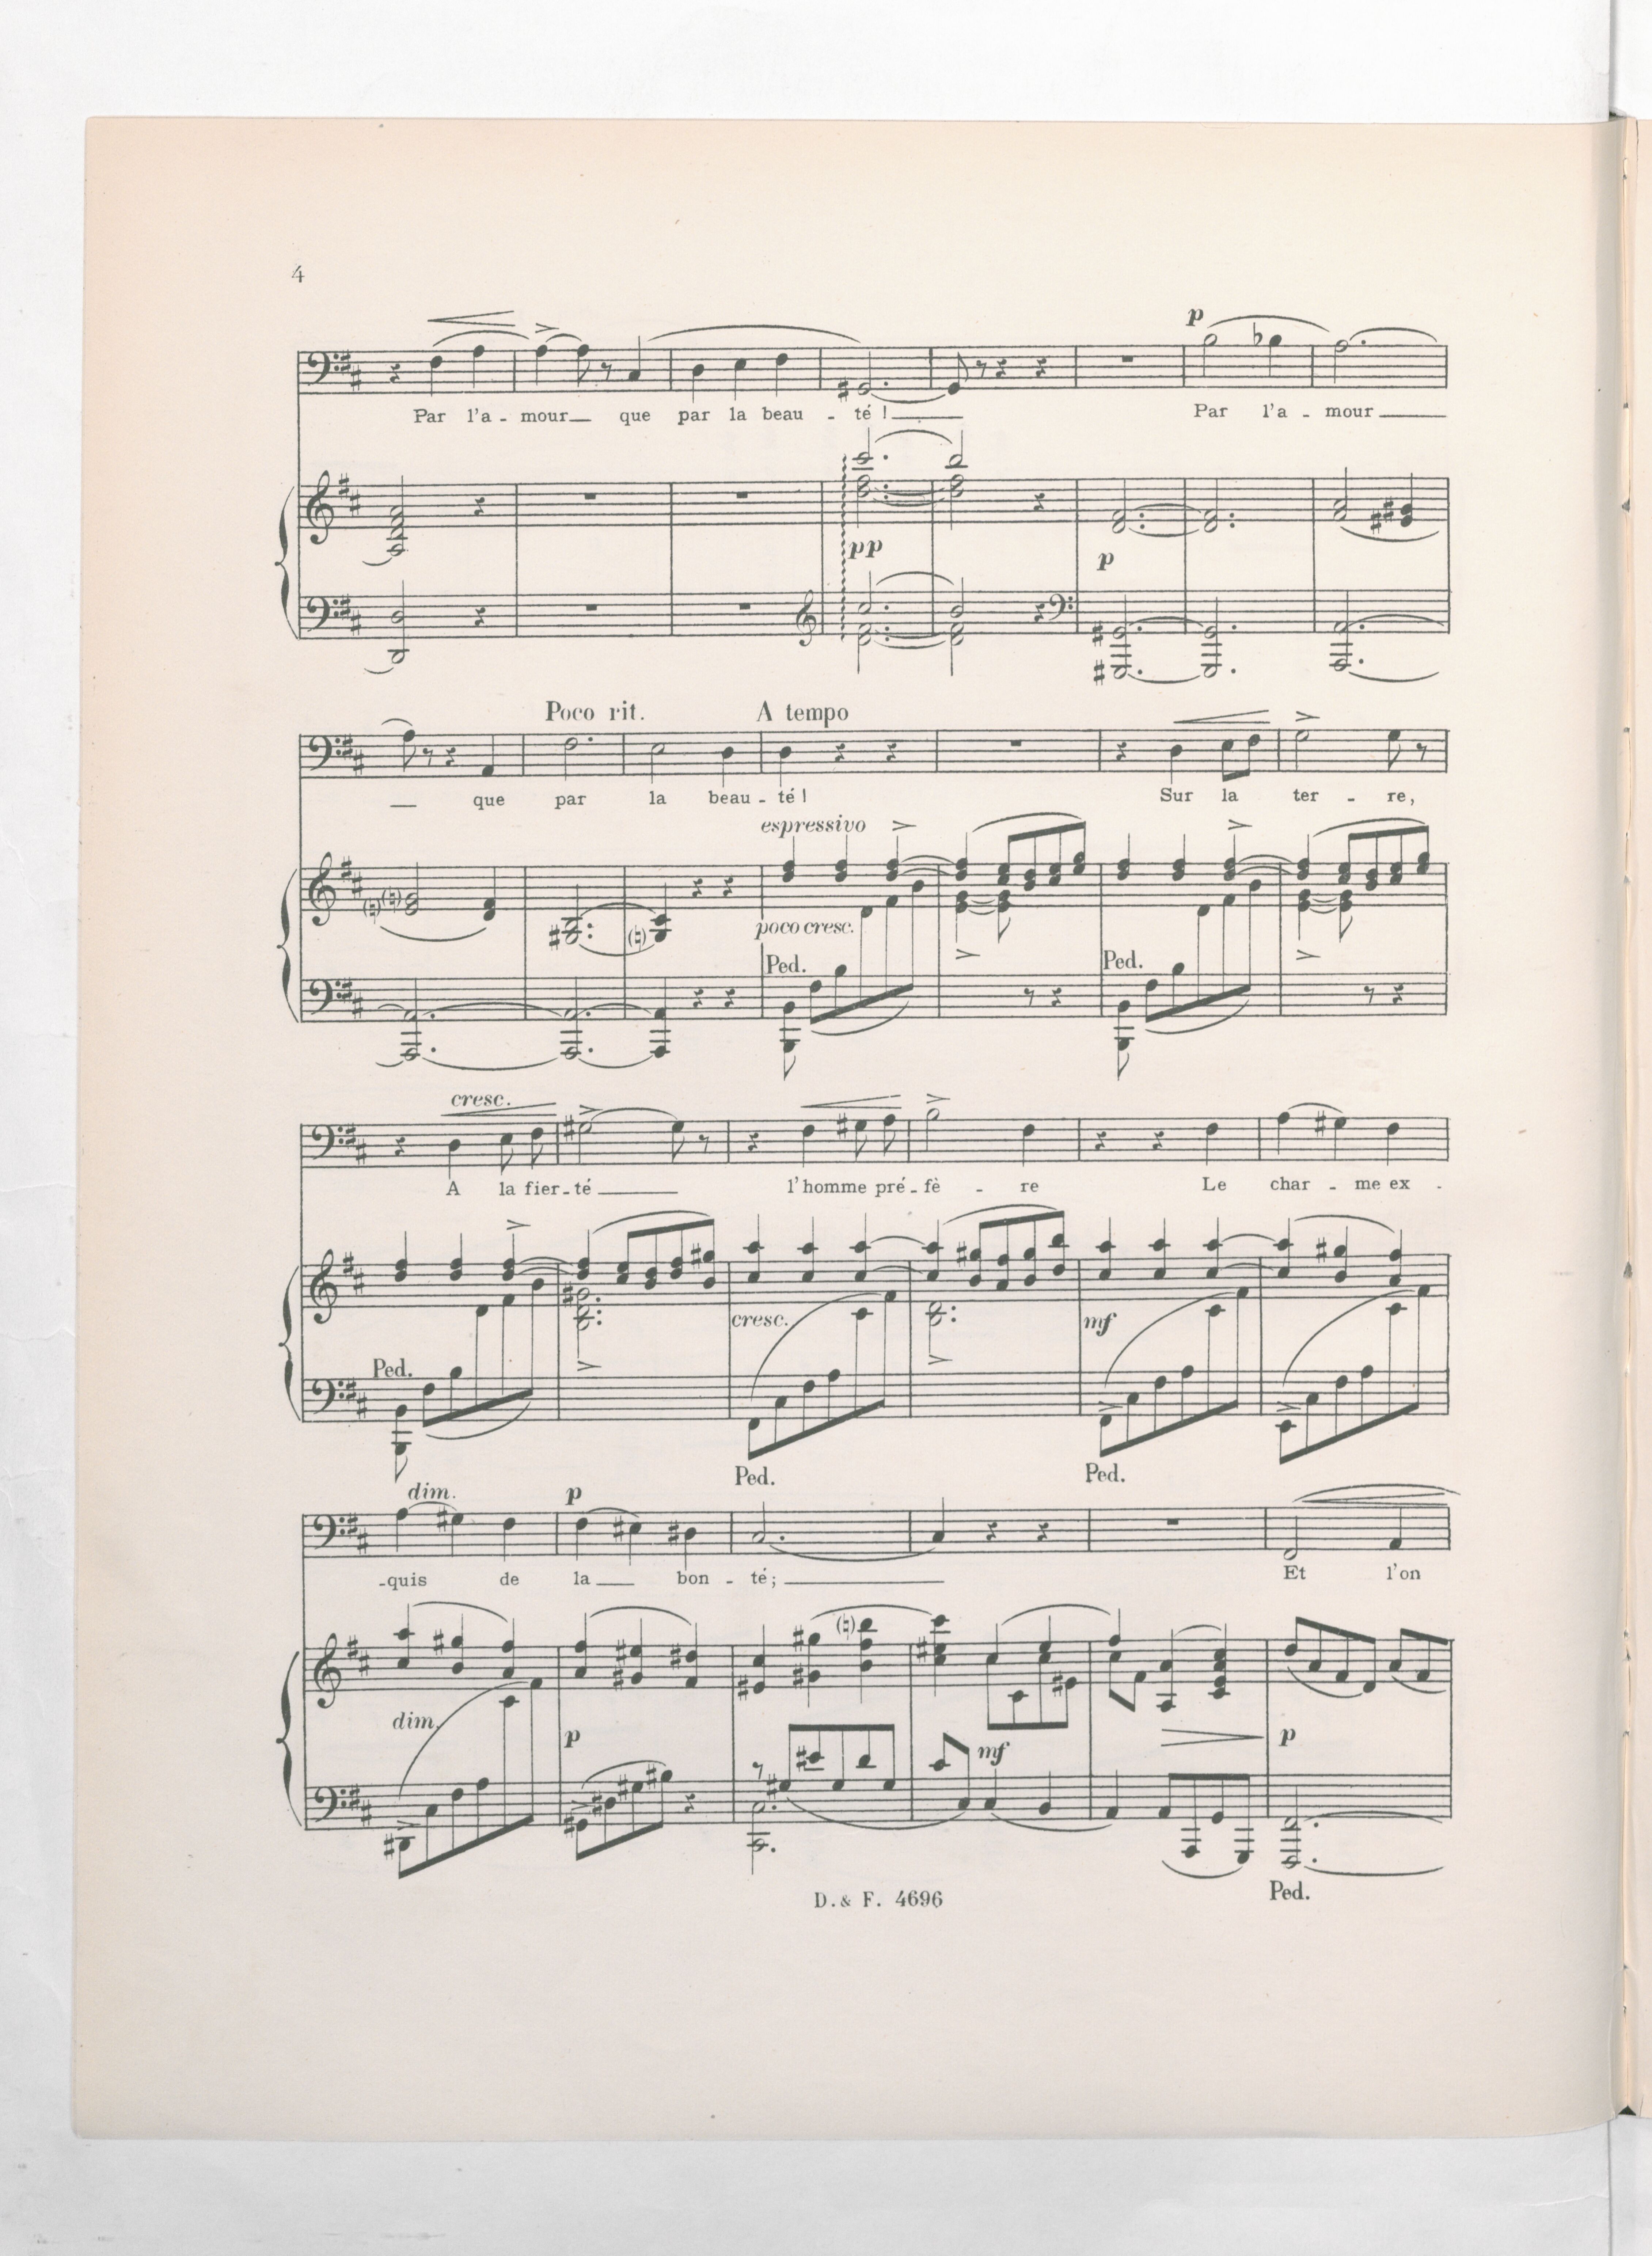 4
p
Par l'a - mour que par la beau - té ! Par l'a - mour
pp
p
Poco rit. A tempo
que par la beau - té ! Sur la ter - re,
espressivo
poco cresc.
Ped. Ped.
cresc.
A la fier - té l'homme pré - fè - re Le char - me ex -
cresc. mf
Ped.
Ped. Ped.
dim. p
-quis de la bon - té; Et l'on
dim. p mf p
Ped.
D. & F. 4696